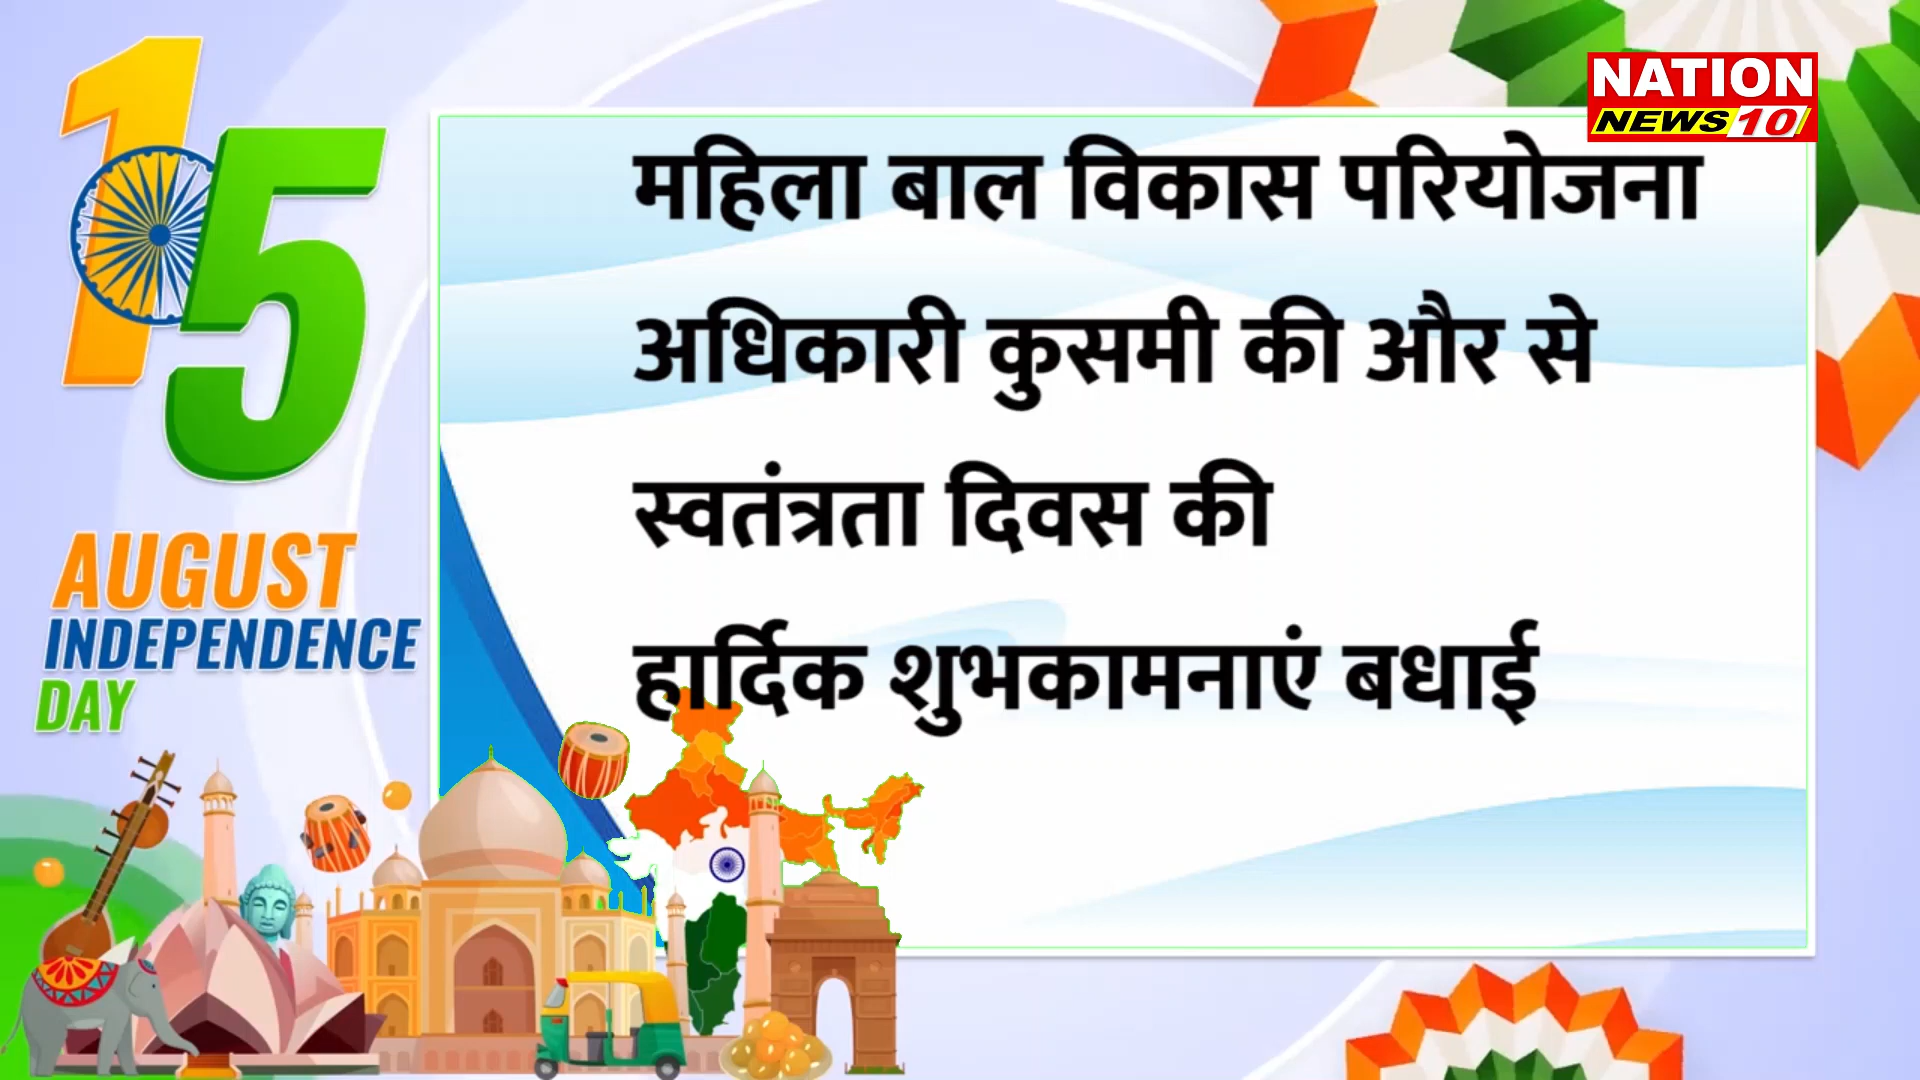 15
AUGUST
INDEPENDENCE
DAY
NATION
NEWS 10
महिला बाल विकास परियोजना
अधिकारी कुसमी की और से
स्वतंत्रता दिवस की
हार्दिक शुभकामनाएं बधाई